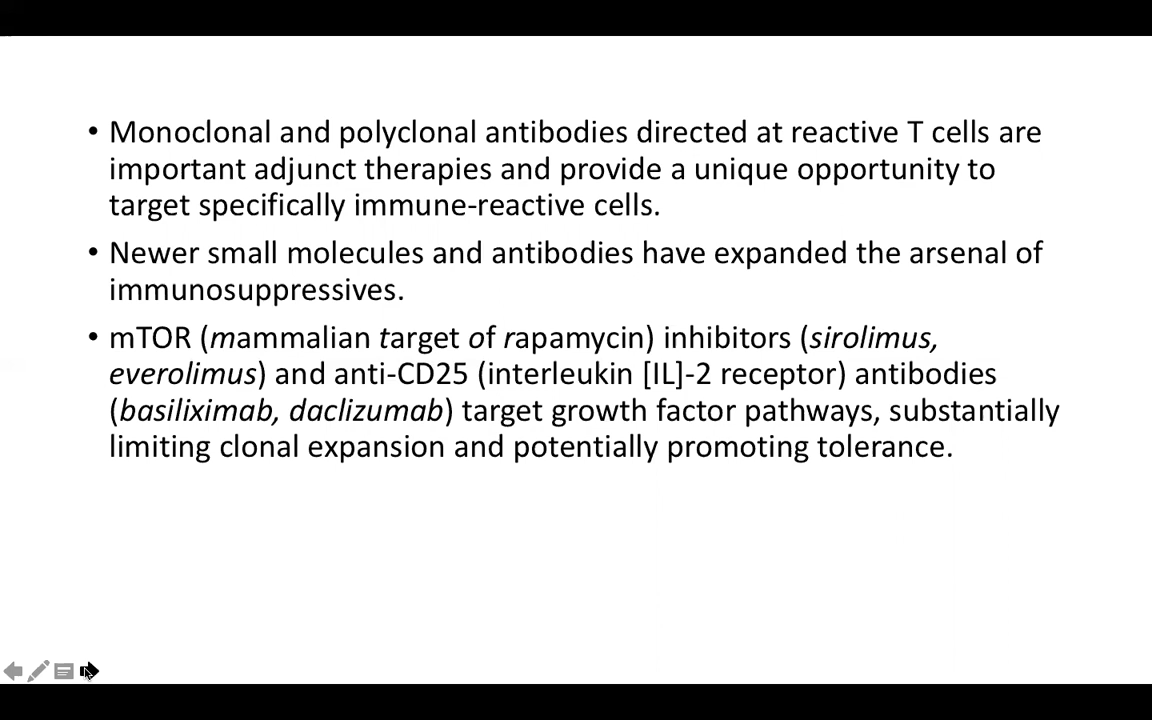 • Monoclonal and polyclonal antibodies directed at reactive T cells are
important adjunct therapies and provide a unique opportunity to
target specifically immune-reactive cells.
• Newer small molecules and antibodies have expanded the arsenal of
immunosuppressives.
• mTOR (mammalian target of rapamycin) inhibitors (sirolimus,
everolimus) and anti-CD25 (interleukin [IL]-2 receptor) antibodies
(basiliximab, daclizumab) target growth factor pathways, substantially
limiting clonal expansion and potentially promoting tolerance.